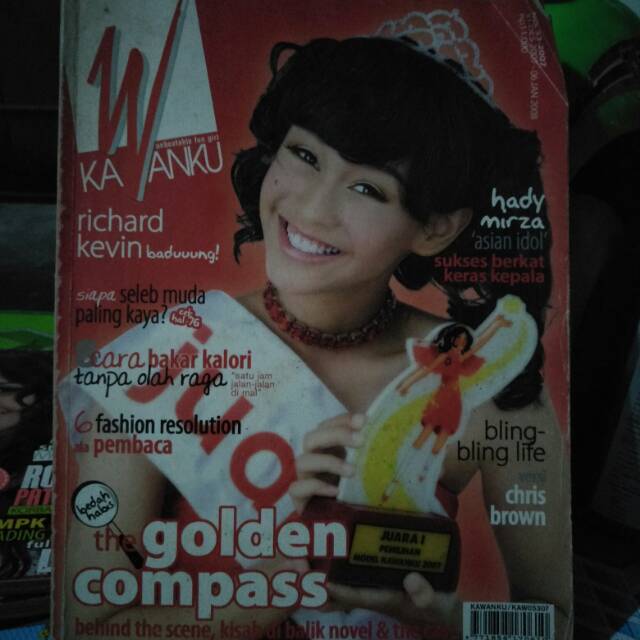 unbeatable fun girl
KAWANKU
richard
kevin baduuung!
siapa seleb muda
paling kaya?
cara bakar kalori
tanpa olah raga
"satu jam
jalan-jalan
di mal"
6 fashion resolution
pembaca
bedah
habis
the golden
compass
behind the scene, kisah di balik novel & the
hady
mirza
asian idol
sukses berkat
keras kepala
bling-
bling life
chris
brown
JUARA I
PEMILIHAN
MODEL KAWANKU 2007
KAWANKU/KAW05307
MPK